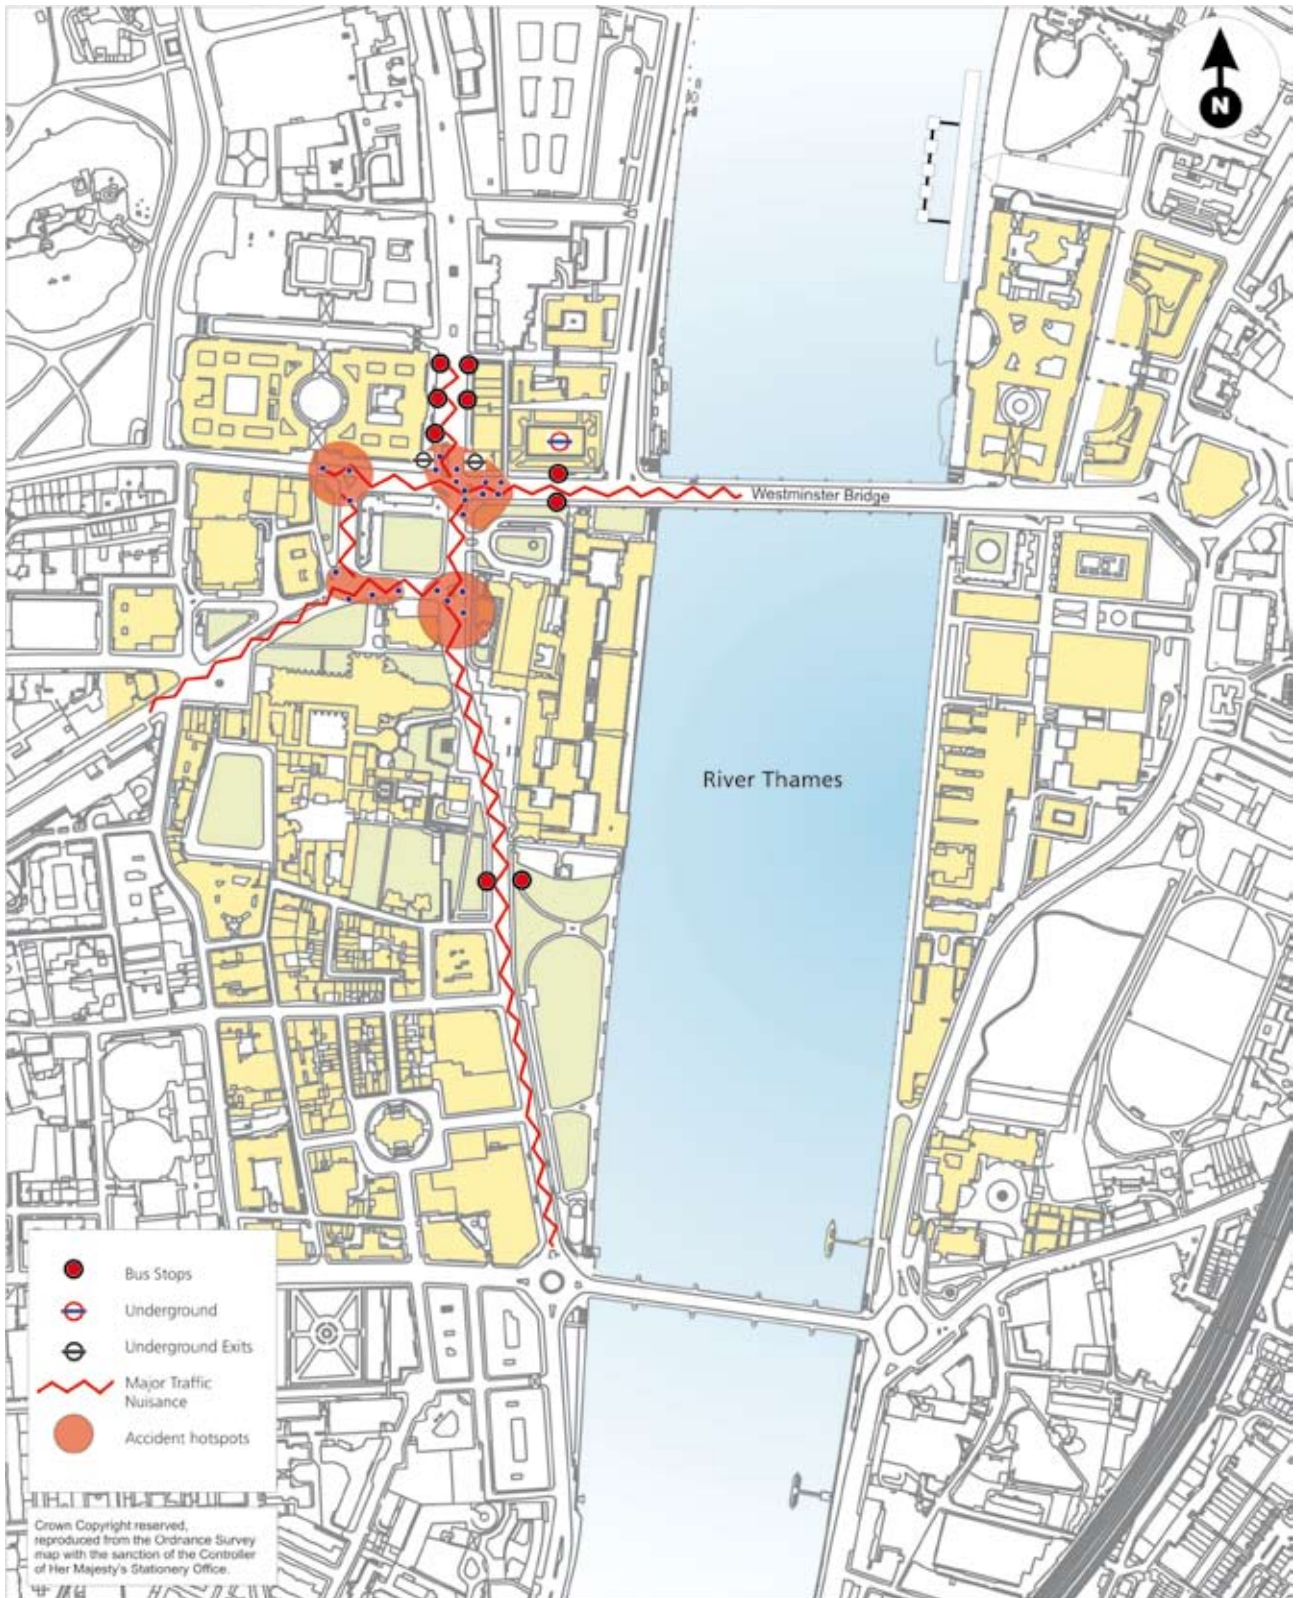 N
Westminster Bridge
River Thames
Bus Stops
Underground
Underground Exits
Major Traffic
Nuisance
Accident hotspots
Crown Copyright reserved,
reproduced from the Ordnance Survey
map with the sanction of the Controller
of Her Majesty's Stationery Office.